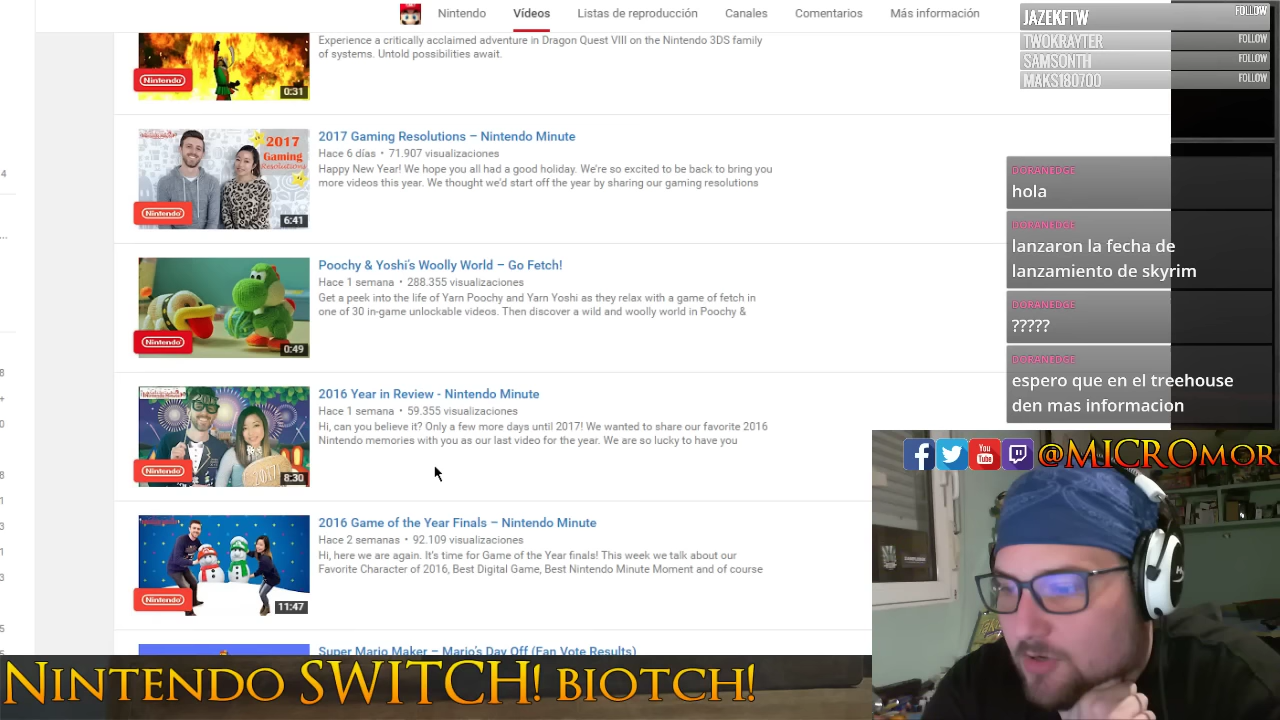 Nintendo Vídeos Listas de reproducción Canales Comentarios Más información
Experience a critically acclaimed adventure in Dragon Quest VIII on the Nintendo 3DS family
of systems. Untold possibilities await.
Nintendo
0:31
2017 Gaming Resolutions – Nintendo Minute
Hace 6 días • 71.907 visualizaciones
Happy New Year! We hope you all had a good holiday. We're so excited to be back to bring you
more videos this year. We thought we'd start off the year by sharing our gaming resolutions
2017
Gaming
Resolutions
Nintendo
6:41
Poochy & Yoshi's Woolly World – Go Fetch!
Hace 1 semana • 288.355 visualizaciones
Get a peek into the life of Yarn Poochy and Yarn Yoshi as they relax with a game of fetch in
one of 30 in-game unlockable videos. Then discover a wild and woolly world in Poochy &
Nintendo
0:49
2016 Year in Review - Nintendo Minute
Hace 1 semana • 59.355 visualizaciones
Hi, can you believe it? Only a few more days until 2017! We wanted to share our favorite 2016
Nintendo memories with you as our last video for the year. We are so lucky to have you
2017
Nintendo
8:30
2016 Game of the Year Finals – Nintendo Minute
Hace 2 semanas • 92.109 visualizaciones
Hi, here we are again. It's time for Game of the Year finals! This week we talk about our
Favorite Character of 2016, Best Digital Game, Best Nintendo Minute Moment and of course
Nintendo
11:47
Super Mario Maker – Mario's Day Off (Fan Vote Results)
JAZEKFTW FOLLOW
TWOKRAYTER FOLLOW
SAMSONTH FOLLOW
MAKS180700 FOLLOW
DORANEDGE
hola
DORANEDGE
lanzaron la fecha de
lanzamiento de skyrim
DORANEDGE
?????
DORANEDGE
espero que en el treehouse
den mas informacion
You
Tube
@MICROmor
NINTENDO SWITCH! BIOTCH!